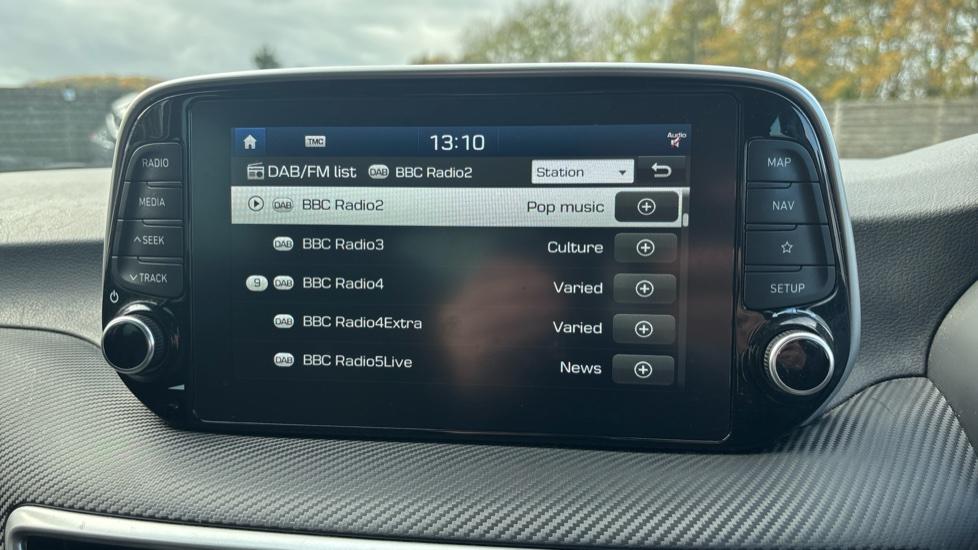 TMC 13:10 Audio
DAB/FM list DAB BBC Radio2 Station
DAB BBC Radio2 Pop music
DAB BBC Radio3 Culture
9 DAB BBC Radio4 Varied
DAB BBC Radio4Extra Varied
DAB BBC Radio5Live News
RADIO
MEDIA
SEEK
TRACK
MAP
NAV
SETUP